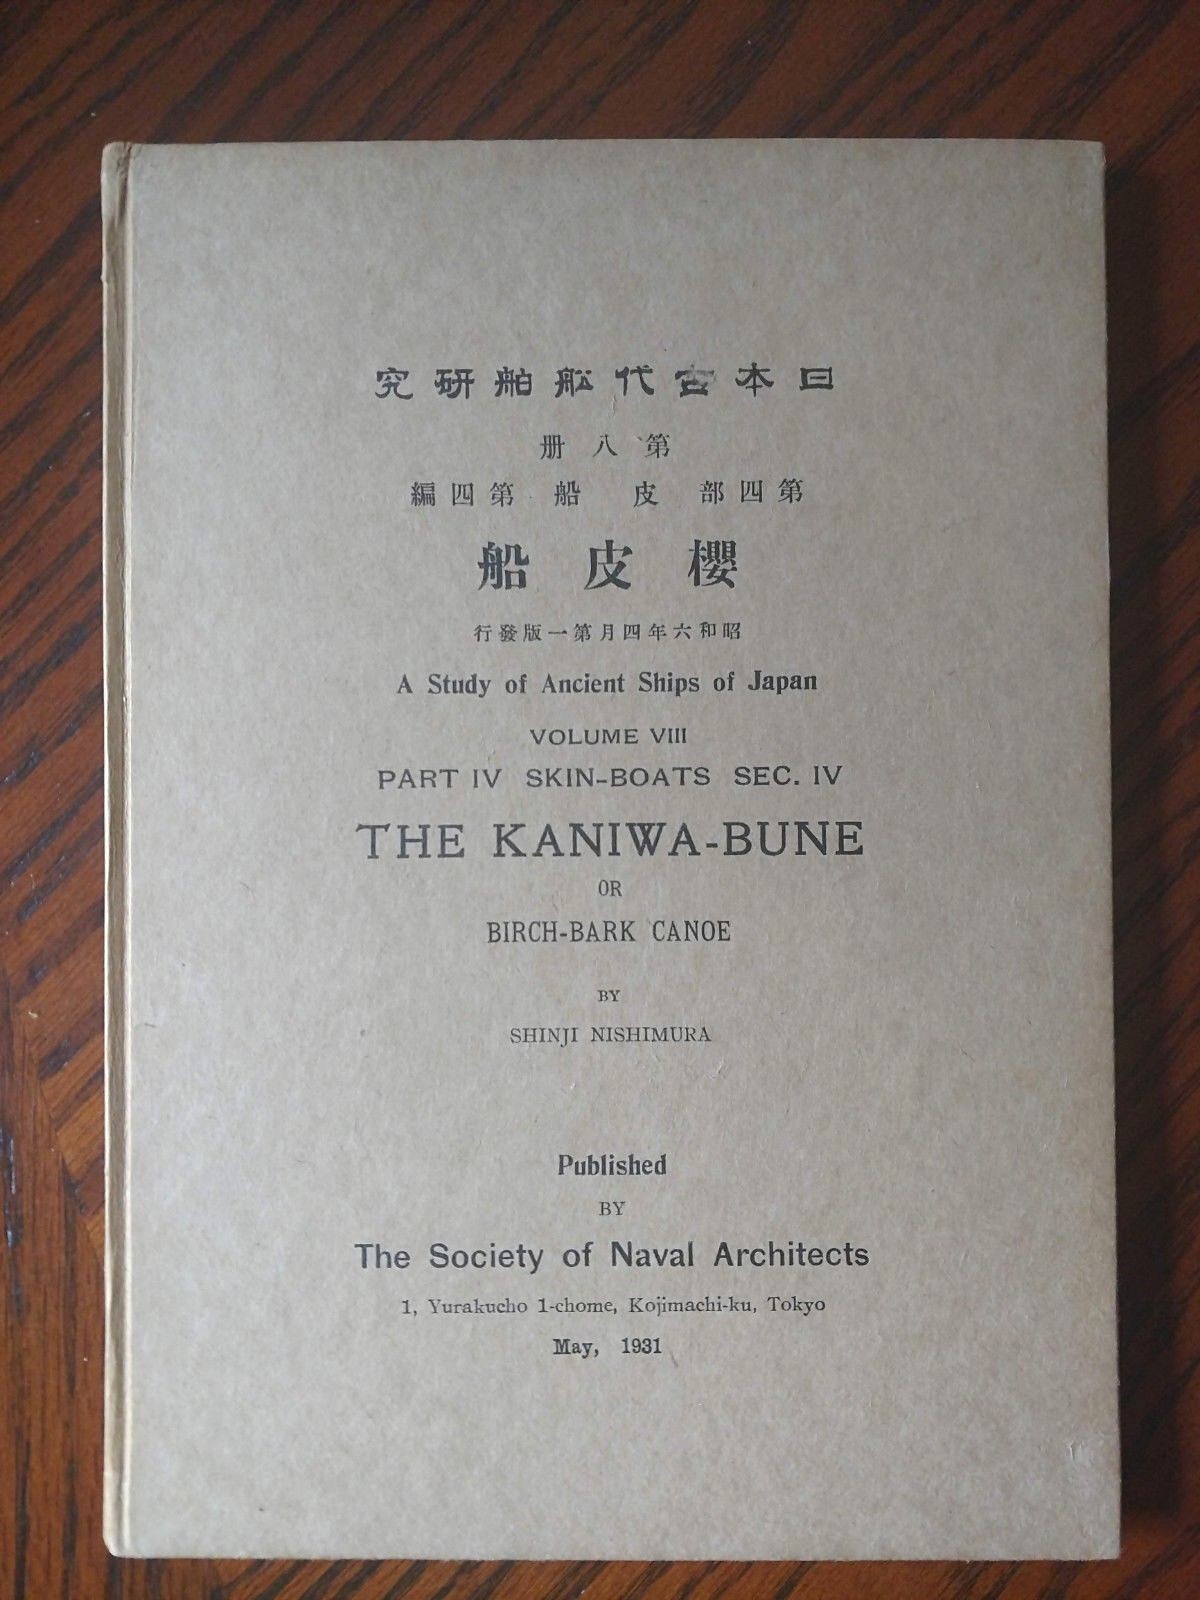 日本古代舩舶研究
第八册
第四部 皮船 第四編
櫻皮船
昭和六年四月第一版發行
A Study of Ancient Ships of Japan
VOLUME VIII
PART IV SKIN-BOATS SEC. IV
THE KANIWA-BUNE
OR
BIRCH-BARK CANOE
BY
SHINJI NISHIMURA
Published
BY
The Society of Naval Architects
1, Yurakucho 1-chome, Kojimachi-ku, Tokyo
May, 1931